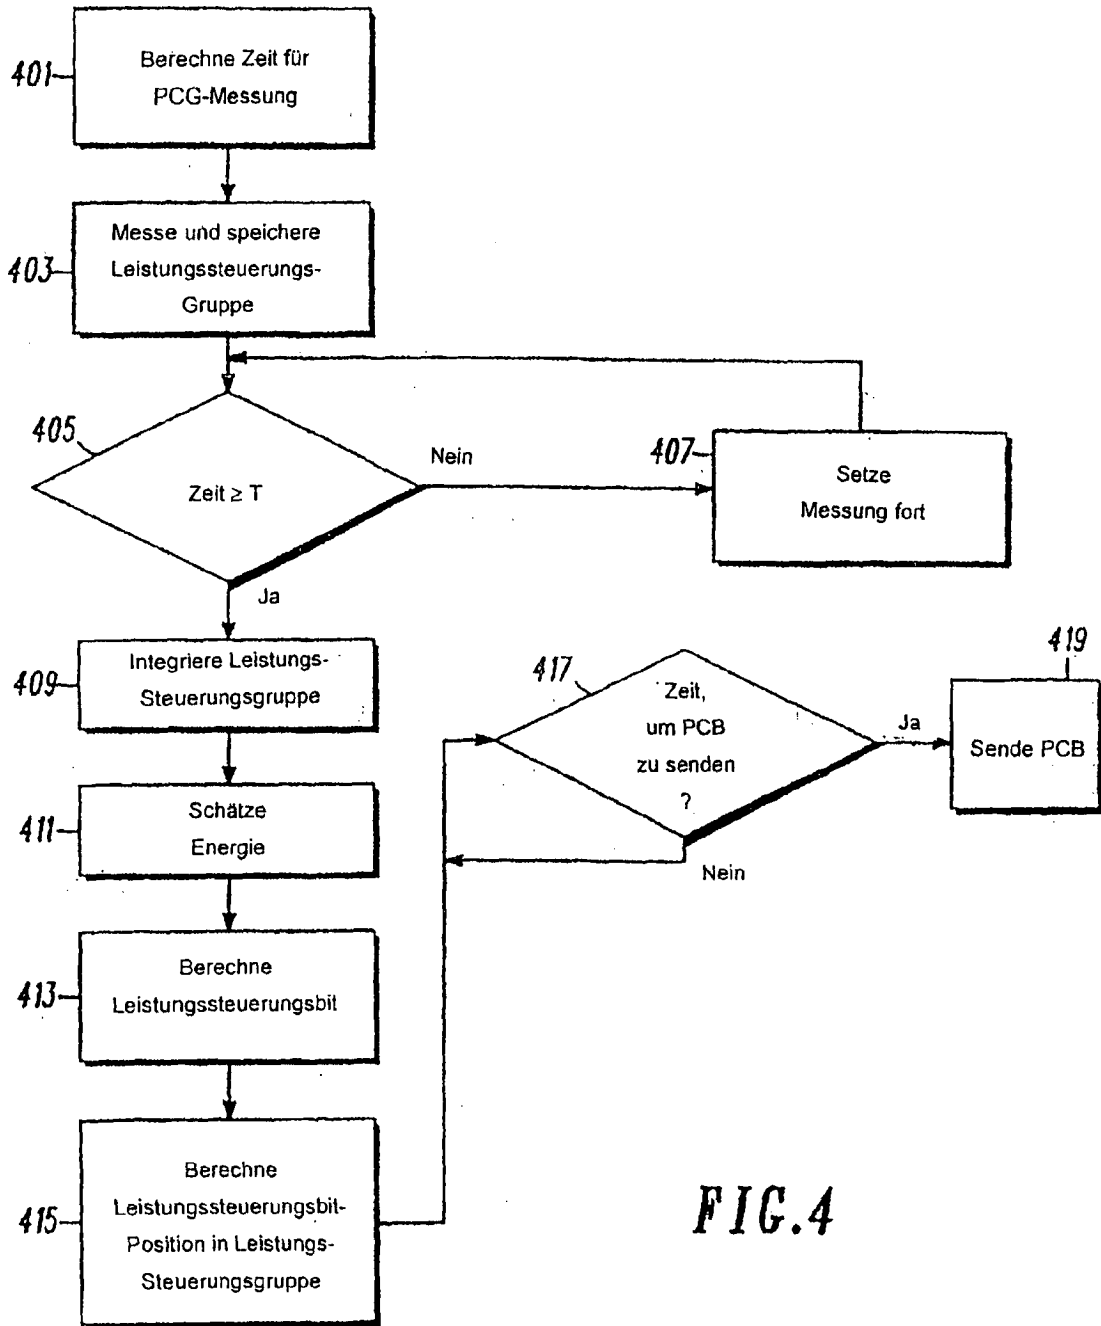 401
Berechne Zeit für
PCG-Messung
403
Messe und speichere
Leistungssteuerungs-
Gruppe
405
Zeit ≥ T
Nein
407
Setze
Messung fort
Ja
409
Integriere Leistungs-
Steuerungsgruppe
411
Schätze
Energie
413
Berechne
Leistungssteuerungsbit
415
Berechne
Leistungssteuerungsbit-
Position in Leistungs-
Steuerungsgruppe
417
Zeit,
um PCB
zu senden
?
Ja
Nein
419
Sende PCB
FIG.4